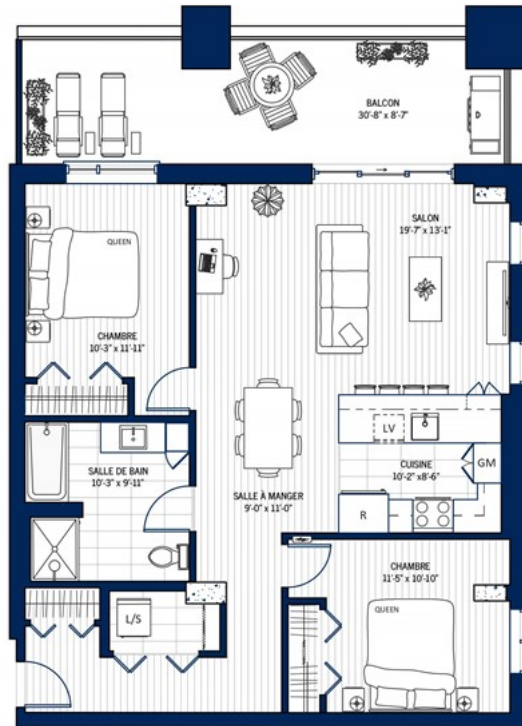 BALCON
30'-8" x 8'-7"
SALON
19'-7" x 13'-1"
QUEEN
CHAMBRE
10'-3" x 11'-11"
LV
CUISINE
10'-2" x8'-6"
GM
SALLE DE BAIN
10'-3" x 9'-11"
SALLE À MANGER
9'-0" x 11'-0"
R
CHAMBRE
11'-5" x 10'-10"
QUEEN
L/S